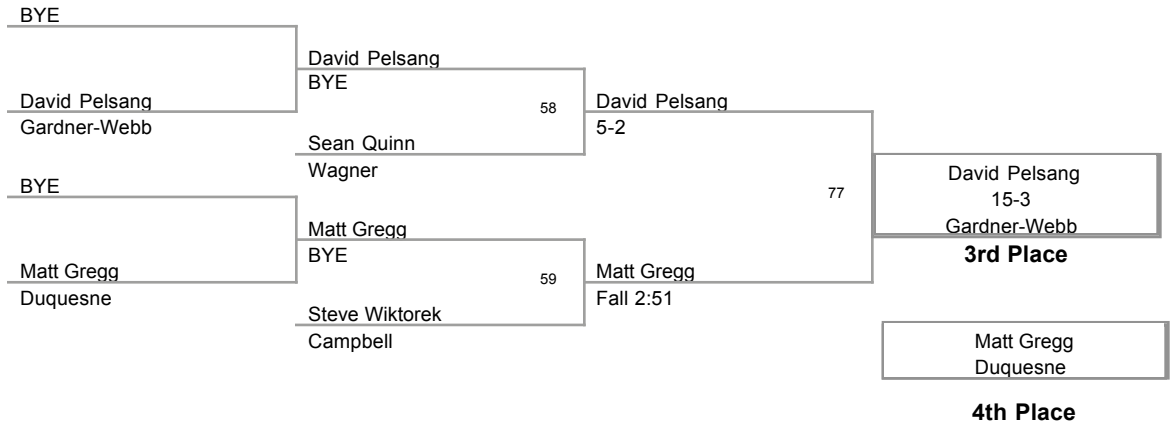 BYE
David Pelsang
BYE
David Pelsang
Gardner-Webb
58
David Pelsang
5-2
Sean Quinn
Wagner
BYE
77
David Pelsang
15-3
Gardner-Webb
3rd Place
Matt Gregg
BYE
Matt Gregg
Duquesne
59
Matt Gregg
Fall 2:51
Steve Wiktorek
Campbell
Matt Gregg
Duquesne
4th Place